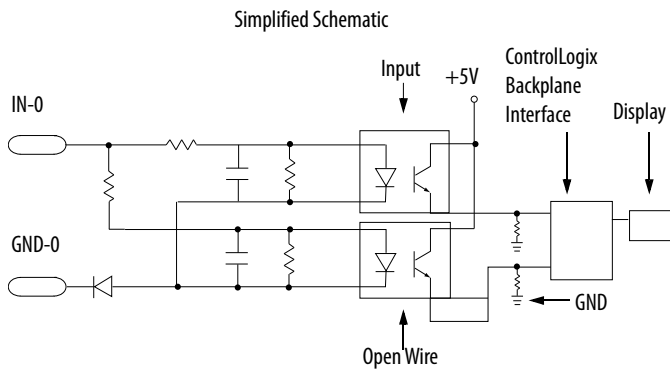 Simplified Schematic
Input
+5V
ControlLogix
Backplane
Interface
Display
IN-0
GND-0
GND
Open Wire